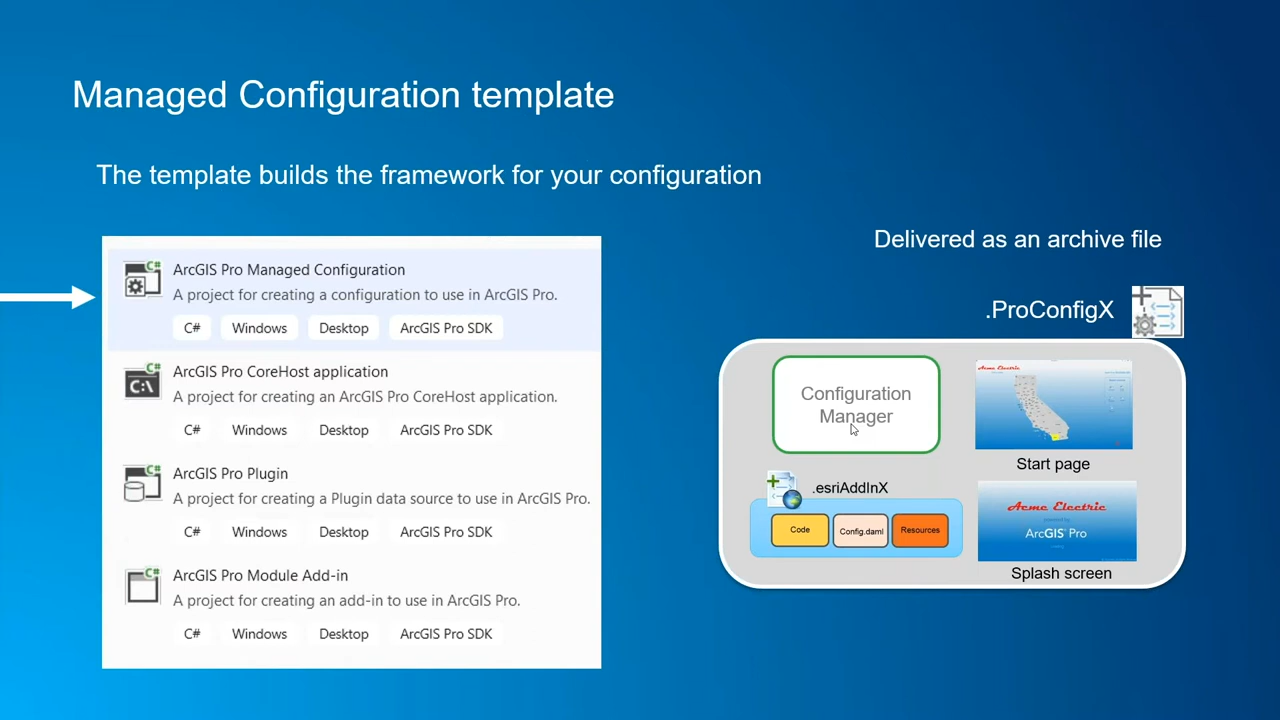 Managed Configuration template
The template builds the framework for your configuration
ArcGIS Pro Managed Configuration
A project for creating a configuration to use in ArcGIS Pro.
C# Windows Desktop ArcGIS Pro SDK
ArcGIS Pro CoreHost application
A project for creating an ArcGIS Pro CoreHost application.
C# Windows Desktop ArcGIS Pro SDK
ArcGIS Pro Plugin
A project for creating a Plugin data source to use in ArcGIS Pro.
C# Windows Desktop ArcGIS Pro SDK
ArcGIS Pro Module Add-in
A project for creating an add-in to use in ArcGIS Pro.
C# Windows Desktop ArcGIS Pro SDK
C#
C#
C:\
C#
C#
Delivered as an archive file
.ProConfigX
Configuration
Manager
Acme Electric
Start page
.esriAddInX
Code
Config.daml
Resources
Acme Electric
powered by
ArcGIS Pro
Splash screen